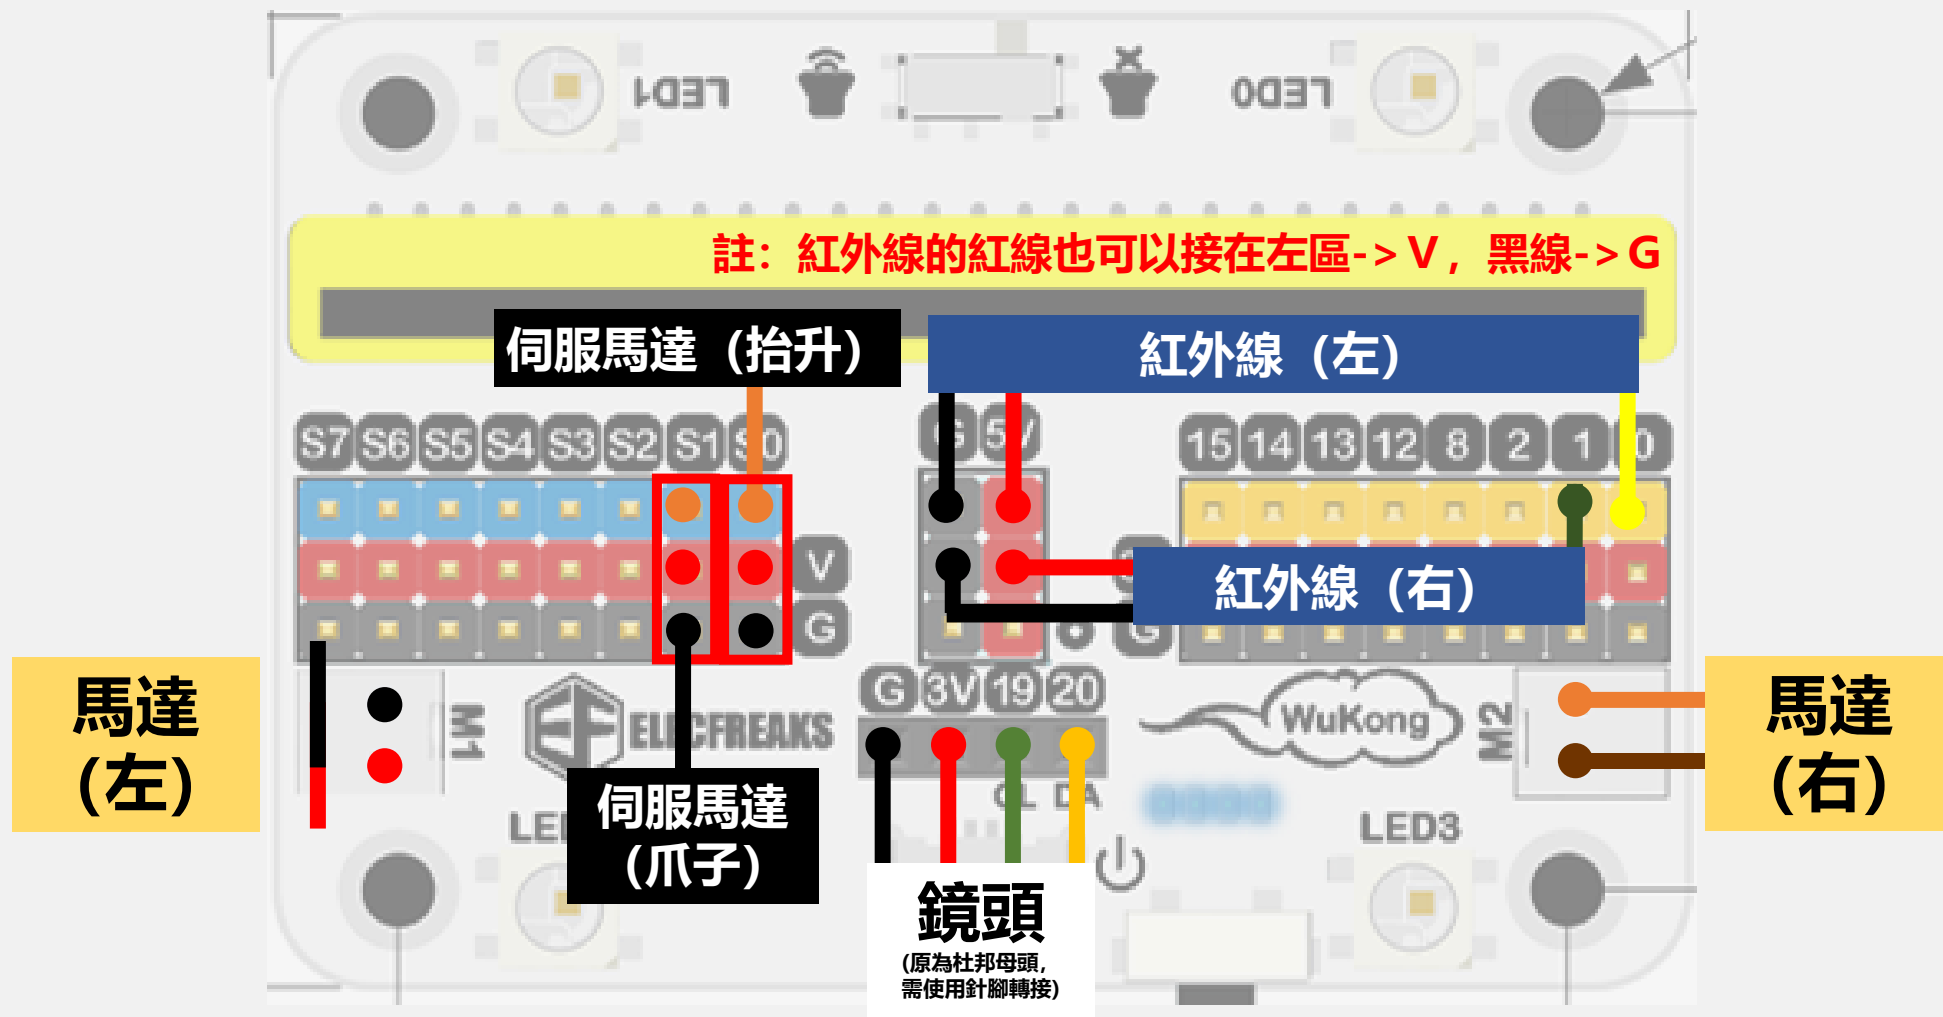 LED1
LED0
註：紅外線的紅線也可以接在左區->V，黑線->G
伺服馬達（抬升）
紅外線（左）
S7 S6 S5 S4 S3 S2 S1 S0
G 5V
15 14 13 12 8 2 1 0
V
G
紅外線（右）
G
馬達
(左)
M1
ELECFREAKS
G 3V 19 20
WuKong
M2
馬達
(右)
CL DA
伺服馬達
（爪子）
LED3
鏡頭
(原為杜邦母頭，
需使用針腳轉接)